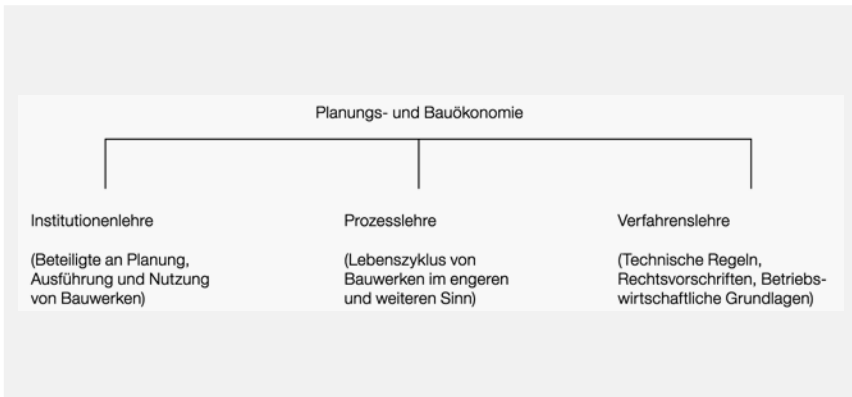 Planungs- und Bauökonomie
Institutionenlehre
(Beteiligte an Planung,
Ausführung und Nutzung
von Bauwerken)
Prozesslehre
(Lebenszyklus von
Bauwerken im engeren
und weiteren Sinn)
Verfahrenslehre
(Technische Regeln,
Rechtsvorschriften, Betriebs-
wirtschaftliche Grundlagen)